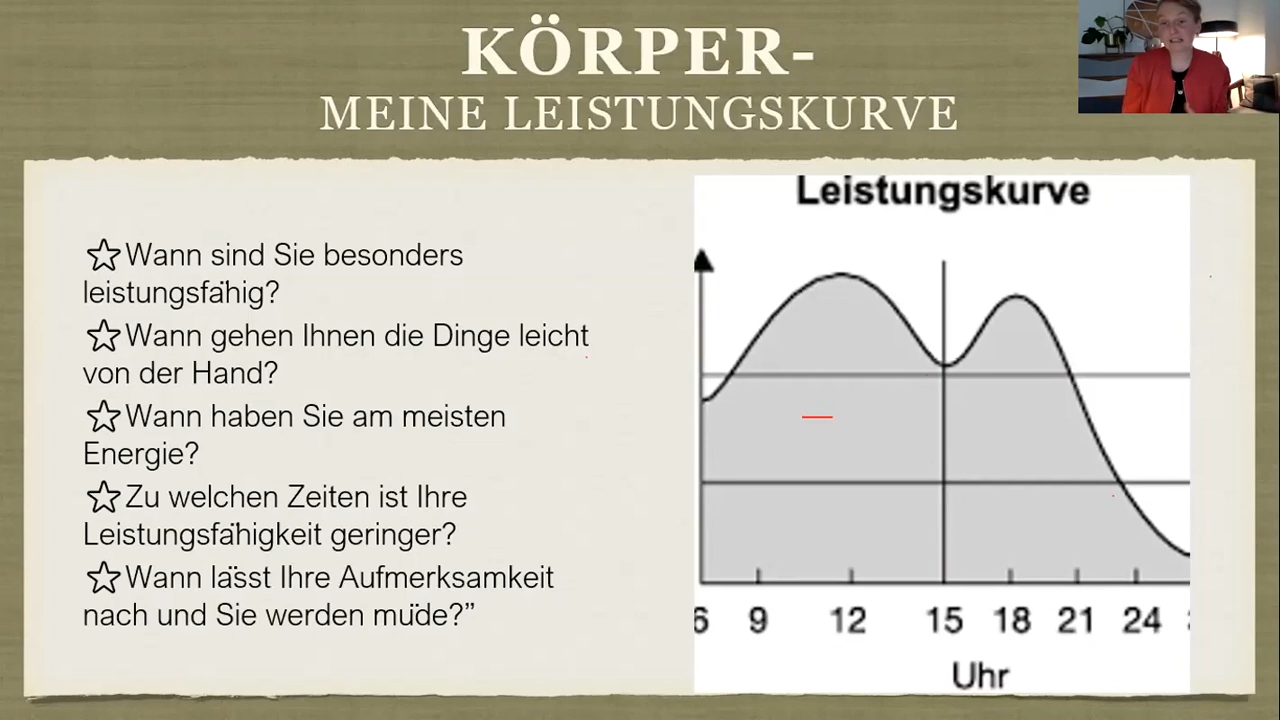 KÖRPER-
MEINE LEISTUNGSKURVE
☆Wann sind Sie besonders
leistungsfähig?
☆Wann gehen Ihnen die Dinge leicht
von der Hand?
☆Wann haben Sie am meisten
Energie?
☆Zu welchen Zeiten ist Ihre
Leistungsfähigkeit geringer?
☆Wann lässt Ihre Aufmerksamkeit
nach und Sie werden müde?”
Leistungskurve
6 9 12 15 18 21 24
Uhr